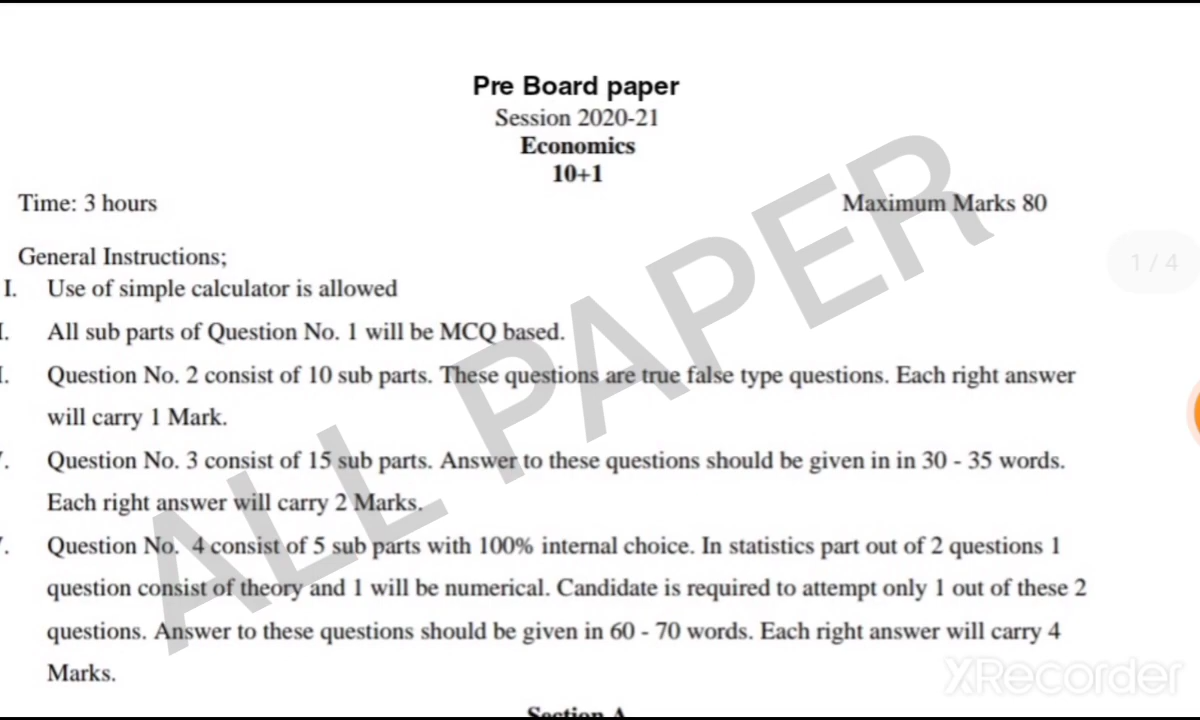 Pre Board paper
Session 2020-21
Economics
10+1
Time: 3 hours Maximum Marks 80
General Instructions;
1 / 4
I. Use of simple calculator is allowed
I. All sub parts of Question No. 1 will be MCQ based.
I. Question No. 2 consist of 10 sub parts. These questions are true false type questions. Each right answer
will carry 1 Mark.
. Question No. 3 consist of 15 sub parts. Answer to these questions should be given in in 30 - 35 words.
Each right answer will carry 2 Marks.
. Question No. 4 consist of 5 sub parts with 100% internal choice. In statistics part out of 2 questions 1
question consist of theory and 1 will be numerical. Candidate is required to attempt only 1 out of these 2
questions. Answer to these questions should be given in 60 - 70 words. Each right answer will carry 4
Marks.
Section A
ALL PAPER
XRecorder